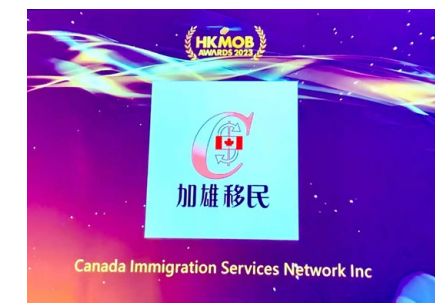 HKMOB
AWARDS 2023
加雄移民
Canada Immigration Services Network Inc